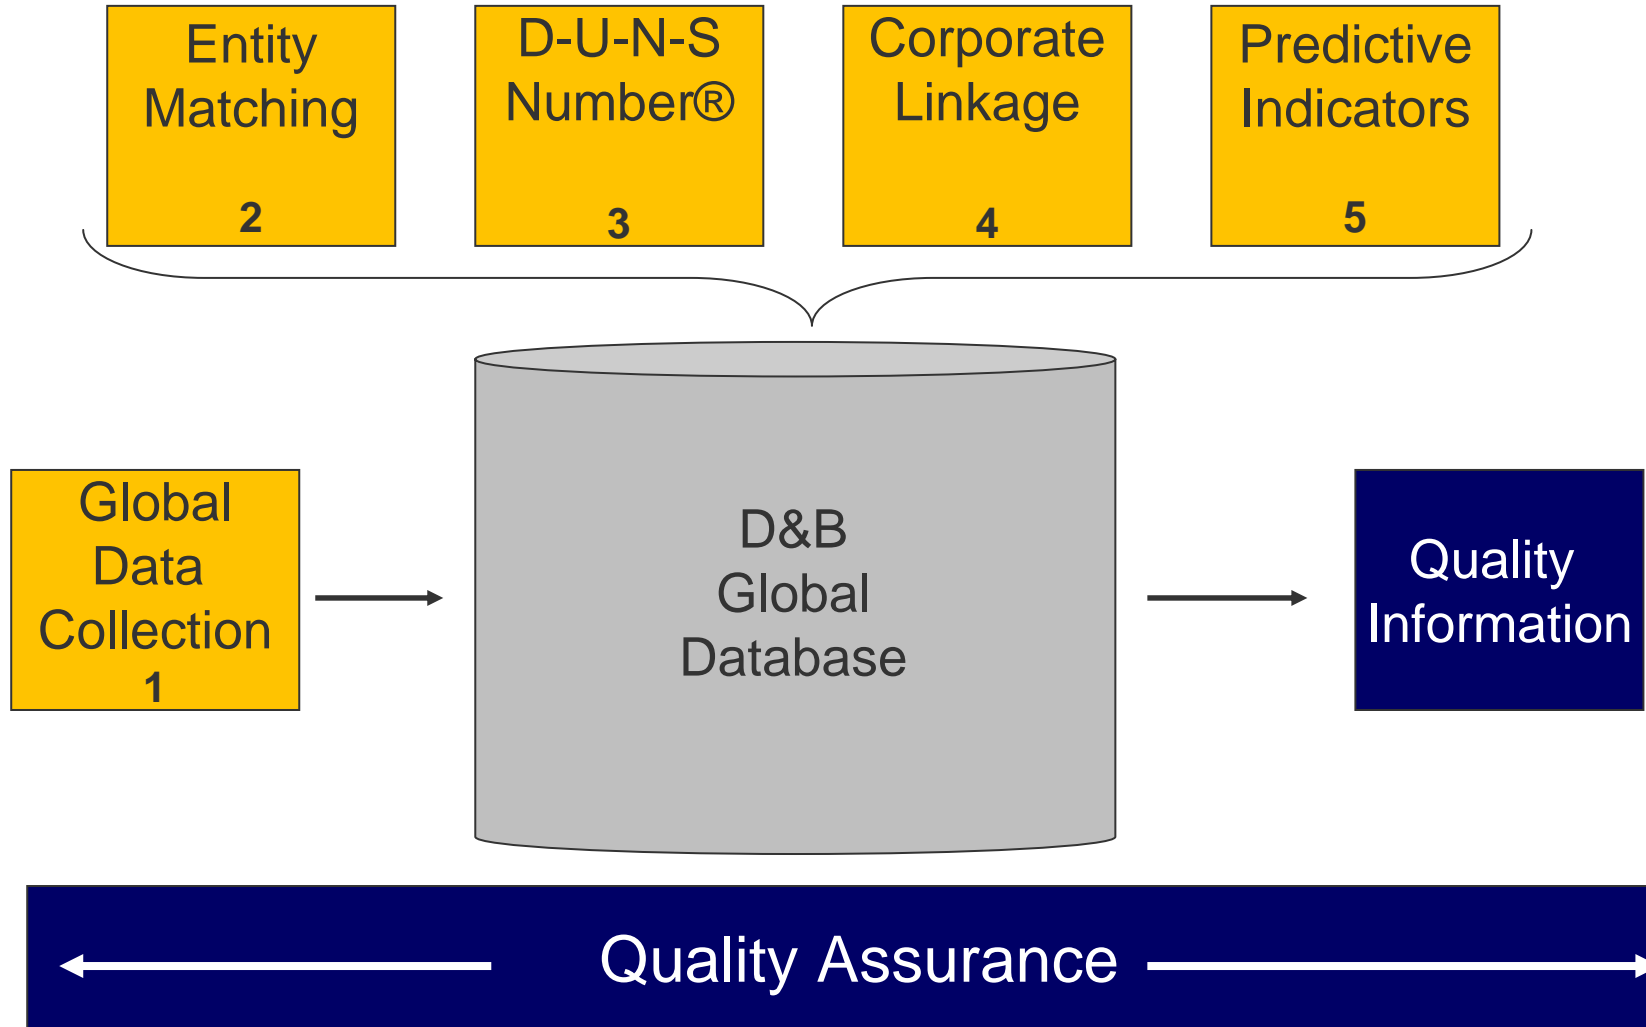 Entity
Matching
2
D-U-N-S
Number®
3
Corporate
Linkage
4
Predictive
Indicators
5
Global
Data
Collection
1
D&B
Global
Database
Quality
Information
Quality Assurance